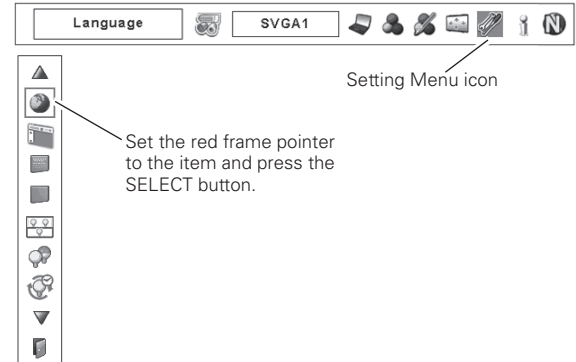 Language
SVGA1
Setting Menu icon
Set the red frame pointer
to the item and press the
SELECT button.